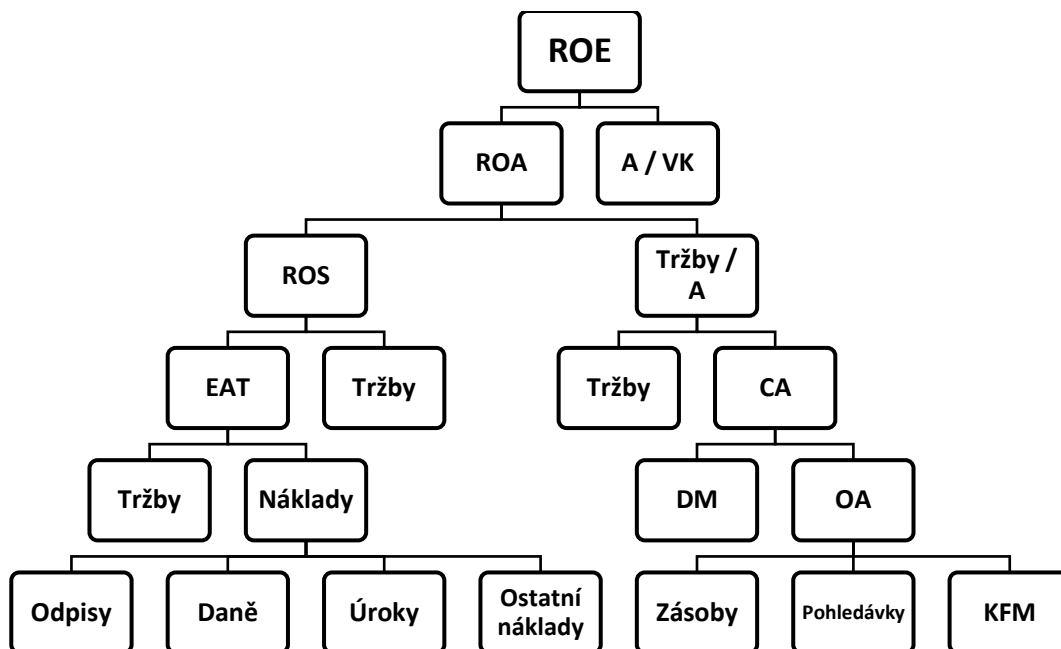 ROE
ROA
A / VK
ROS
Tržby /
A
EAT
Tržby
Tržby
CA
Tržby
Náklady
DM
OA
Odpisy
Daně
Úroky
Ostatní
náklady
Zásoby
Pohledávky
KFM